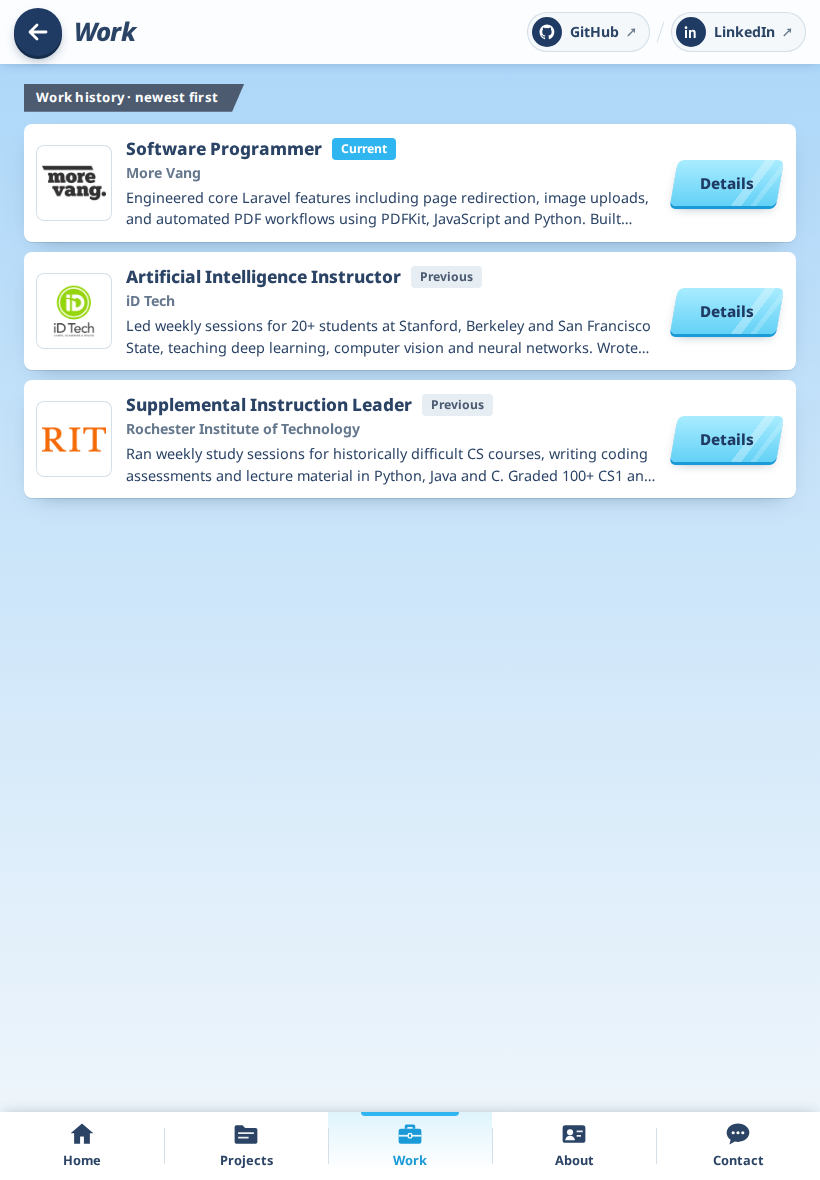 Work
GitHub ↗
LinkedIn ↗
Work history · newest first
more vang.
Software Programmer Current
More Vang
Engineered core Laravel features including page redirection, image uploads,
and automated PDF workflows using PDFKit, JavaScript and Python. Built…
Details
iD Tech
Artificial Intelligence Instructor Previous
iD Tech
Led weekly sessions for 20+ students at Stanford, Berkeley and San Francisco
State, teaching deep learning, computer vision and neural networks. Wrote…
Details
RIT
Supplemental Instruction Leader Previous
Rochester Institute of Technology
Ran weekly study sessions for historically difficult CS courses, writing coding
assessments and lecture material in Python, Java and C. Graded 100+ CS1 an…
Details
Home
Projects
Work
About
Contact